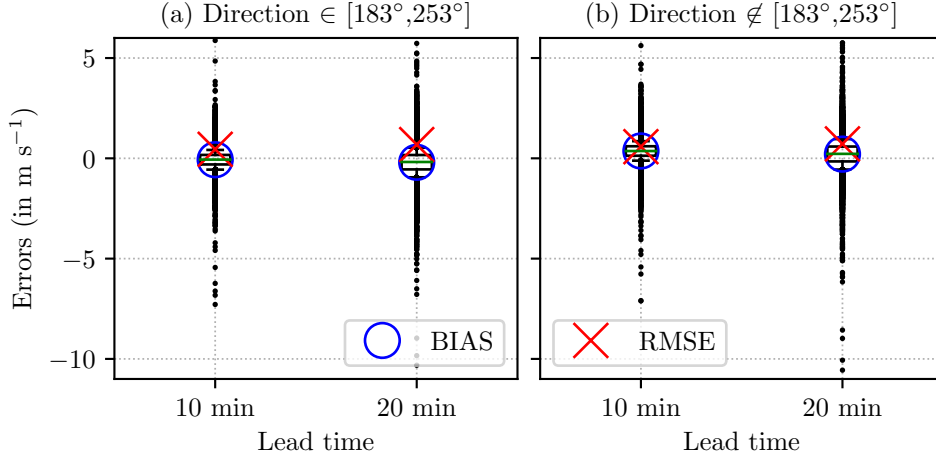 (a) Direction ∈ [183°,253°]
(b) Direction ∉ [183°,253°]
Errors (in m s⁻¹)
5
0
−5
−10
BIAS
RMSE
10 min
20 min
10 min
20 min
Lead time
Lead time